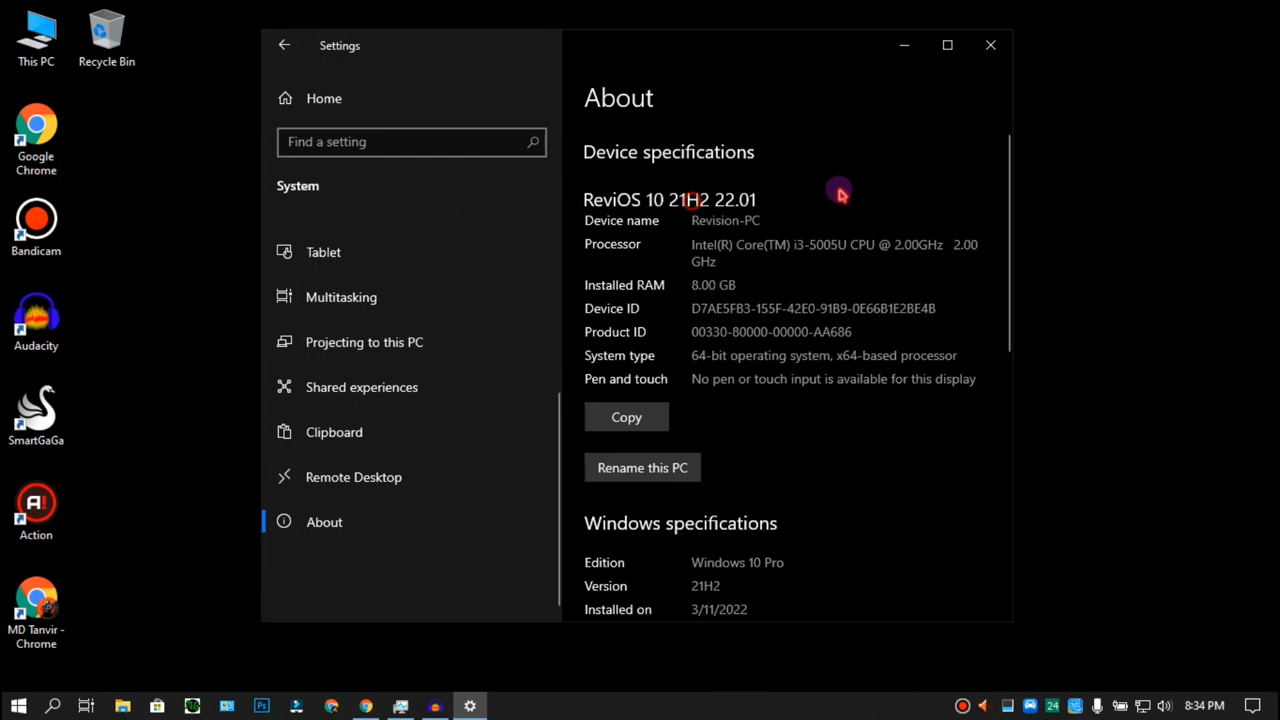 This PC
Recycle Bin
Google
Chrome
Bandicam
Audacity
SmartGaGa
A!
Action
MD Tanvir -
Chrome
Settings
Home
Find a setting
System
Tablet
Multitasking
Projecting to this PC
Shared experiences
Clipboard
Remote Desktop
About
About
Device specifications
ReviOS 10 21H2 22.01
Device name Revision-PC
Processor Intel(R) Core(TM) i3-5005U CPU @ 2.00GHz 2.00
GHz
Installed RAM 8.00 GB
Device ID D7AE5FB3-155F-42E0-91B9-0E66B1E2BE4B
Product ID 00330-80000-00000-AA686
System type 64-bit operating system, x64-based processor
Pen and touch No pen or touch input is available for this display
Copy
Rename this PC
Windows specifications
Edition Windows 10 Pro
Version 21H2
Installed on 3/11/2022
Ps
24
8:34 PM